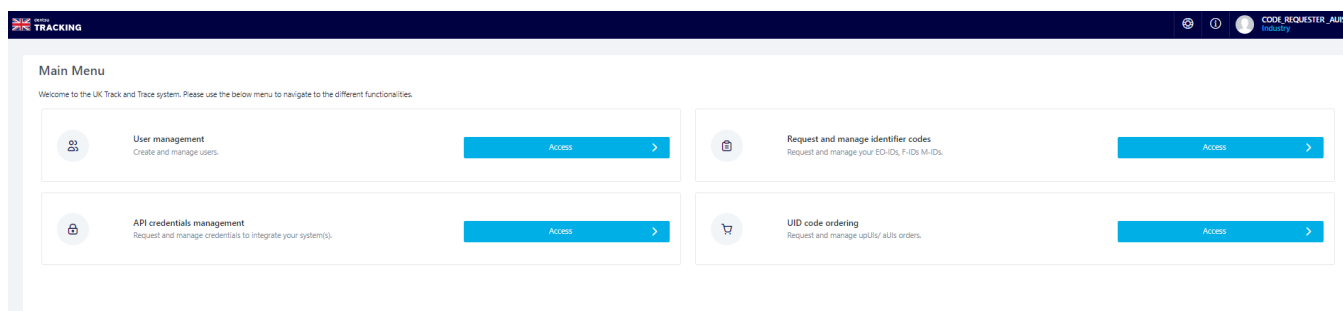 dentsu
TRACKING
CODE_REQUESTER_AUIS
Industry
Main Menu
Welcome to the UK Track and Trace system. Please use the below menu to navigate to the different functionalities.
User management
Create and manage users.
Access
Request and manage identifier codes
Request and manage your EO-IDs, F-IDs M-IDs.
Access
API credentials management
Request and manage credentials to integrate your system(s).
Access
UID code ordering
Request and manage upUIs/ aUIs orders.
Access